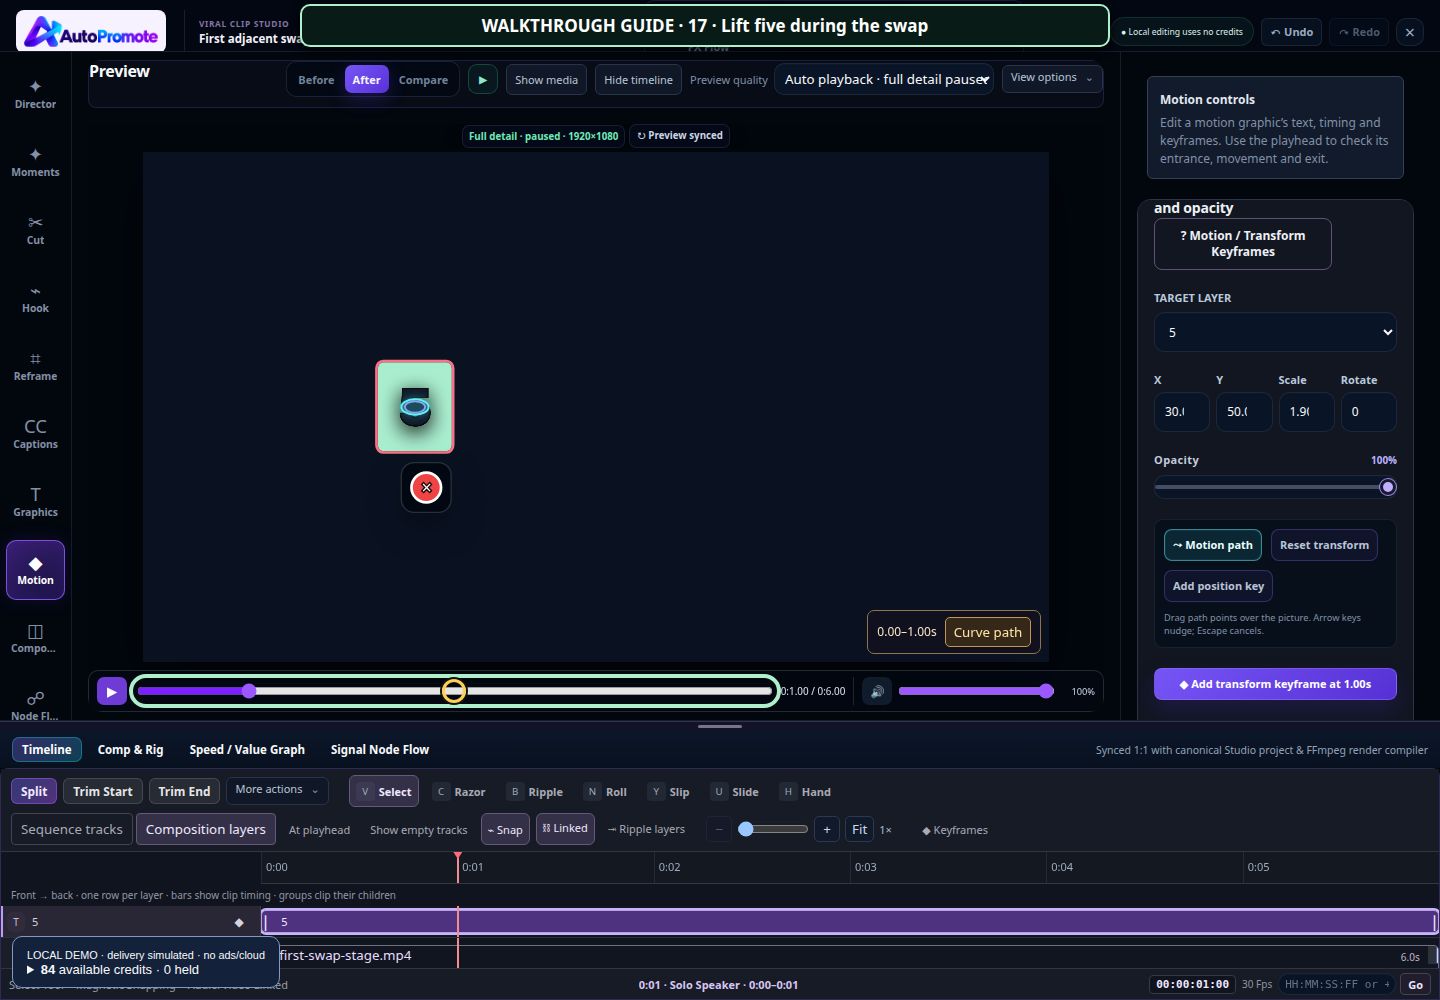 AutoPromote
VIRAL CLIP STUDIO
First adjacent swa
WALKTHROUGH GUIDE · 17 · Lift five during the swap
● Local editing uses no credits
↶ Undo
↷ Redo
✕
Director
Moments
Cut
Hook
Reframe
CC
Captions
T
Graphics
Motion
Compo…
Node Fl…
Preview
Before
After
Compare
Show media
Hide timeline
Preview quality
Auto playback · full detail paused
View options
Full detail · paused · 1920×1080
↻ Preview synced
0.00–1.00s
Curve path
0:1.00 / 0:6.00
100%
Motion controls
Edit a motion graphic's text, timing and
keyframes. Use the playhead to check its
entrance, movement and exit.
and opacity
? Motion / Transform
Keyframes
TARGET LAYER
5
X
Y
Scale
Rotate
30.(
50.(
1.9(
0
Opacity
100%
⤳ Motion path
Reset transform
Add position key
Drag path points over the picture. Arrow keys
nudge; Escape cancels.
◆ Add transform keyframe at 1.00s
Timeline
Comp & Rig
Speed / Value Graph
Signal Node Flow
Synced 1:1 with canonical Studio project & FFmpeg render compiler
Split
Trim Start
Trim End
More actions
V Select
C Razor
B Ripple
N Roll
Y Slip
U Slide
H Hand
Sequence tracks
Composition layers
At playhead
Show empty tracks
Snap
Linked
⇥ Ripple layers
−
+
Fit
1×
◆ Keyframes
0:00
0:01
0:02
0:03
0:04
0:05
Front → back · one row per layer · bars show clip timing · groups clip their children
T 5
5
first-swap-stage.mp4
6.0s
LOCAL DEMO · delivery simulated · no ads/cloud
84 available credits · 0 held
0:01 · Solo Speaker · 0:00–0:01
00:00:01:00
30 Fps
HH:MM:SS:FF or +
Go